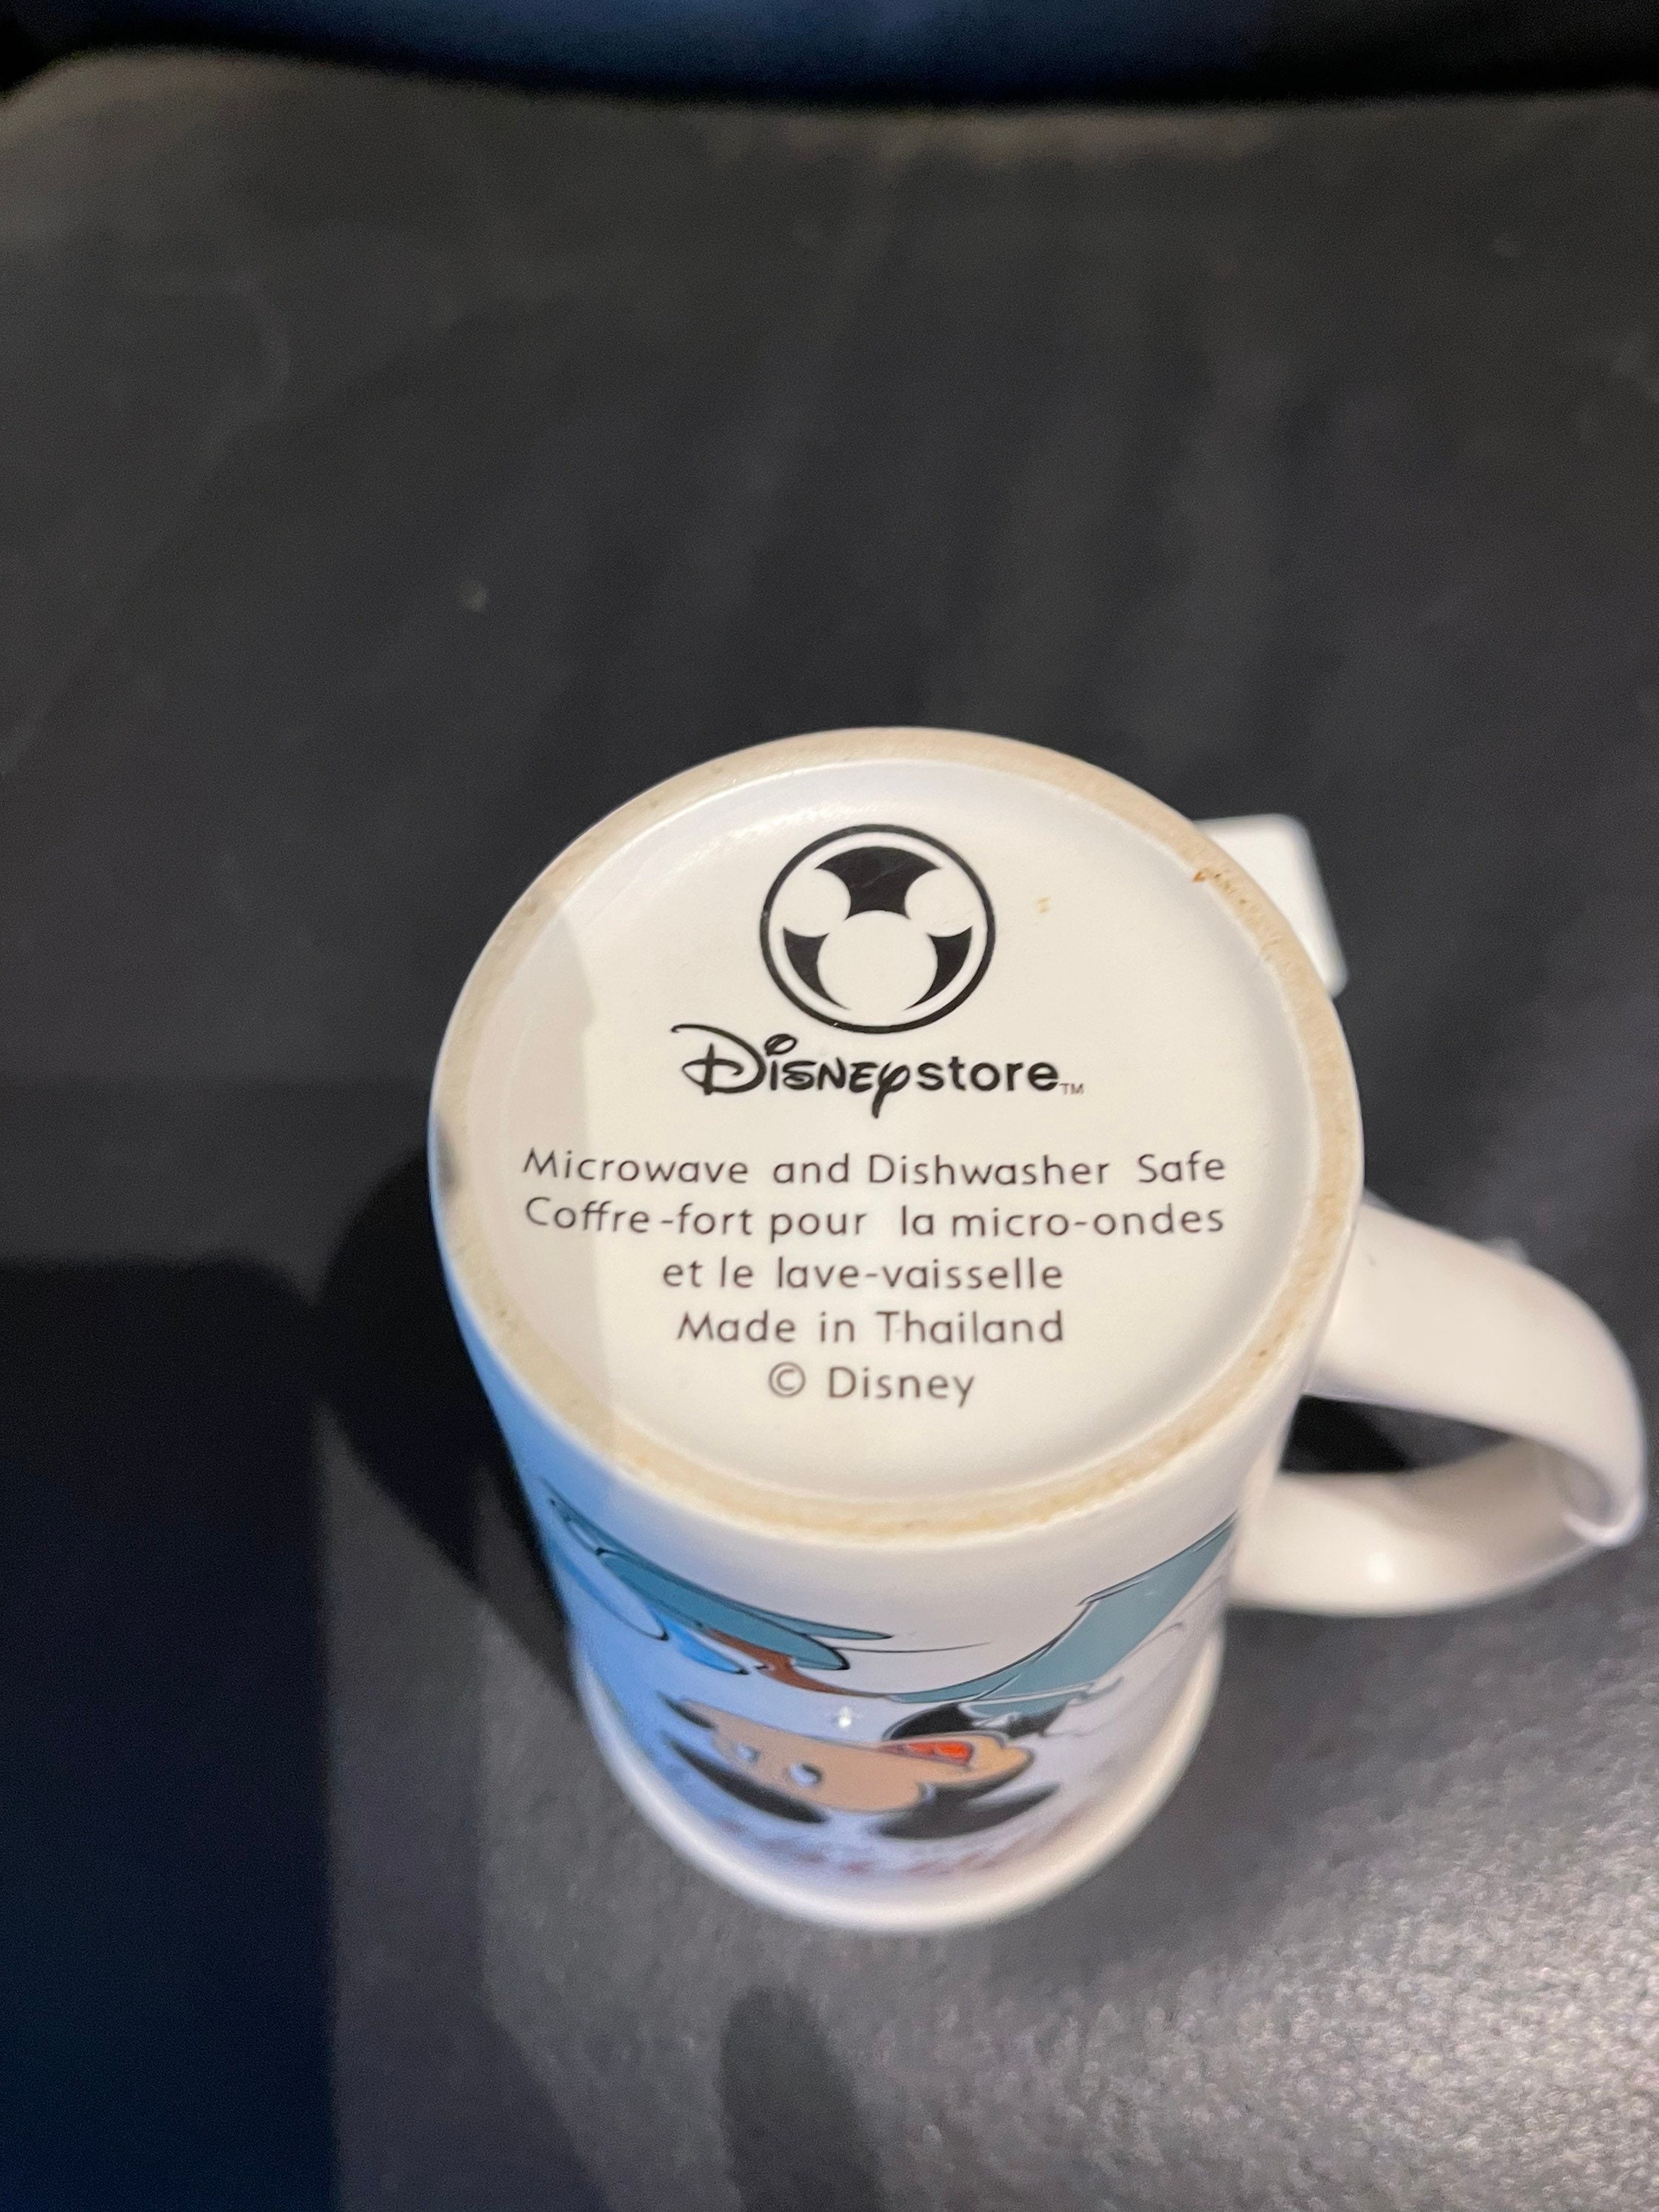 Disney store™
Microwave and Dishwasher Safe
Coffre-fort pour la micro-ondes
et le lave-vaisselle
Made in Thailand
© Disney